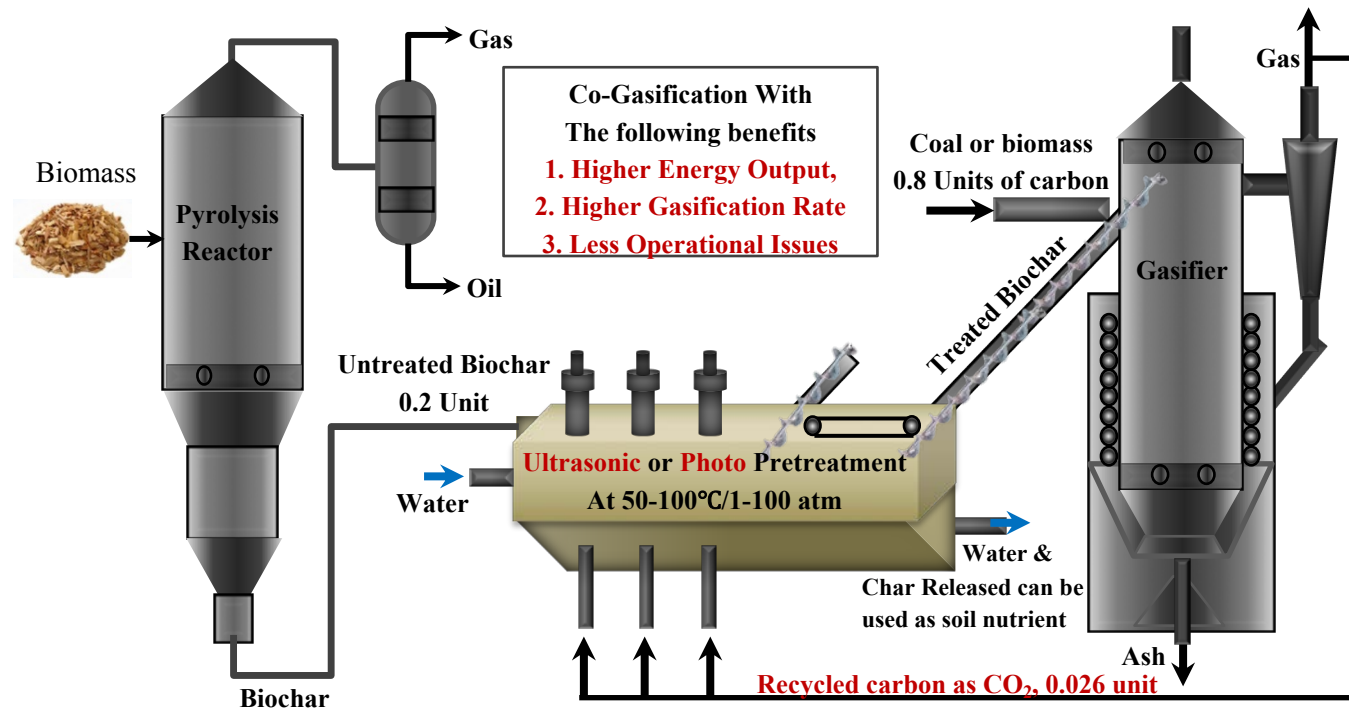 Gas
Biomass
Pyrolysis
Reactor
Oil
Co-Gasification With
The following benefits
1. Higher Energy Output,
2. Higher Gasification Rate
3. Less Operational Issues
Gas
Coal or biomass
0.8 Units of carbon
Gasifier
Treated Biochar
Untreated Biochar
0.2 Unit
Water
Ultrasonic or Photo Pretreatment
At 50-100℃/1-100 atm
Water &
Char Released can be
used as soil nutrient
Ash
Biochar
Recycled carbon as CO₂, 0.026 unit